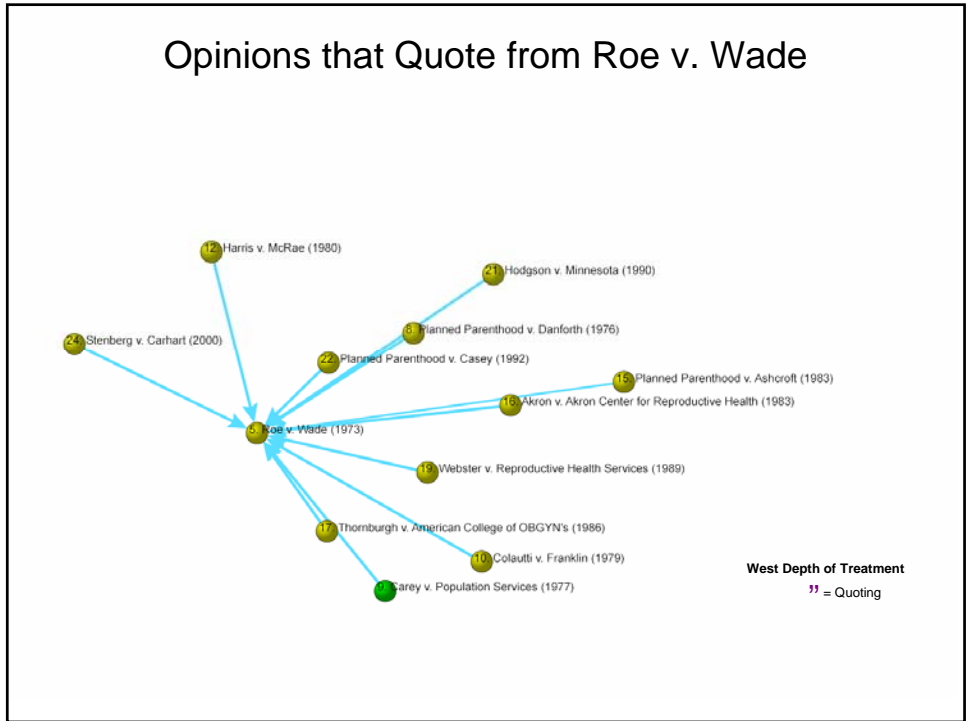 Opinions that Quote from Roe v. Wade
12. Harris v. McRae (1980)
21. Hodgson v. Minnesota (1990)
8. Planned Parenthood v. Danforth (1976)
24. Stenberg v. Carhart (2000)
22. Planned Parenthood v. Casey (1992)
15. Planned Parenthood v. Ashcroft (1983)
16. Akron v. Akron Center for Reproductive Health (1983)
5. Roe v. Wade (1973)
19. Webster v. Reproductive Health Services (1989)
17. Thornburgh v. American College of OBGYN's (1986)
10. Colautti v. Franklin (1979)
9. Carey v. Population Services (1977)
West Depth of Treatment
” = Quoting